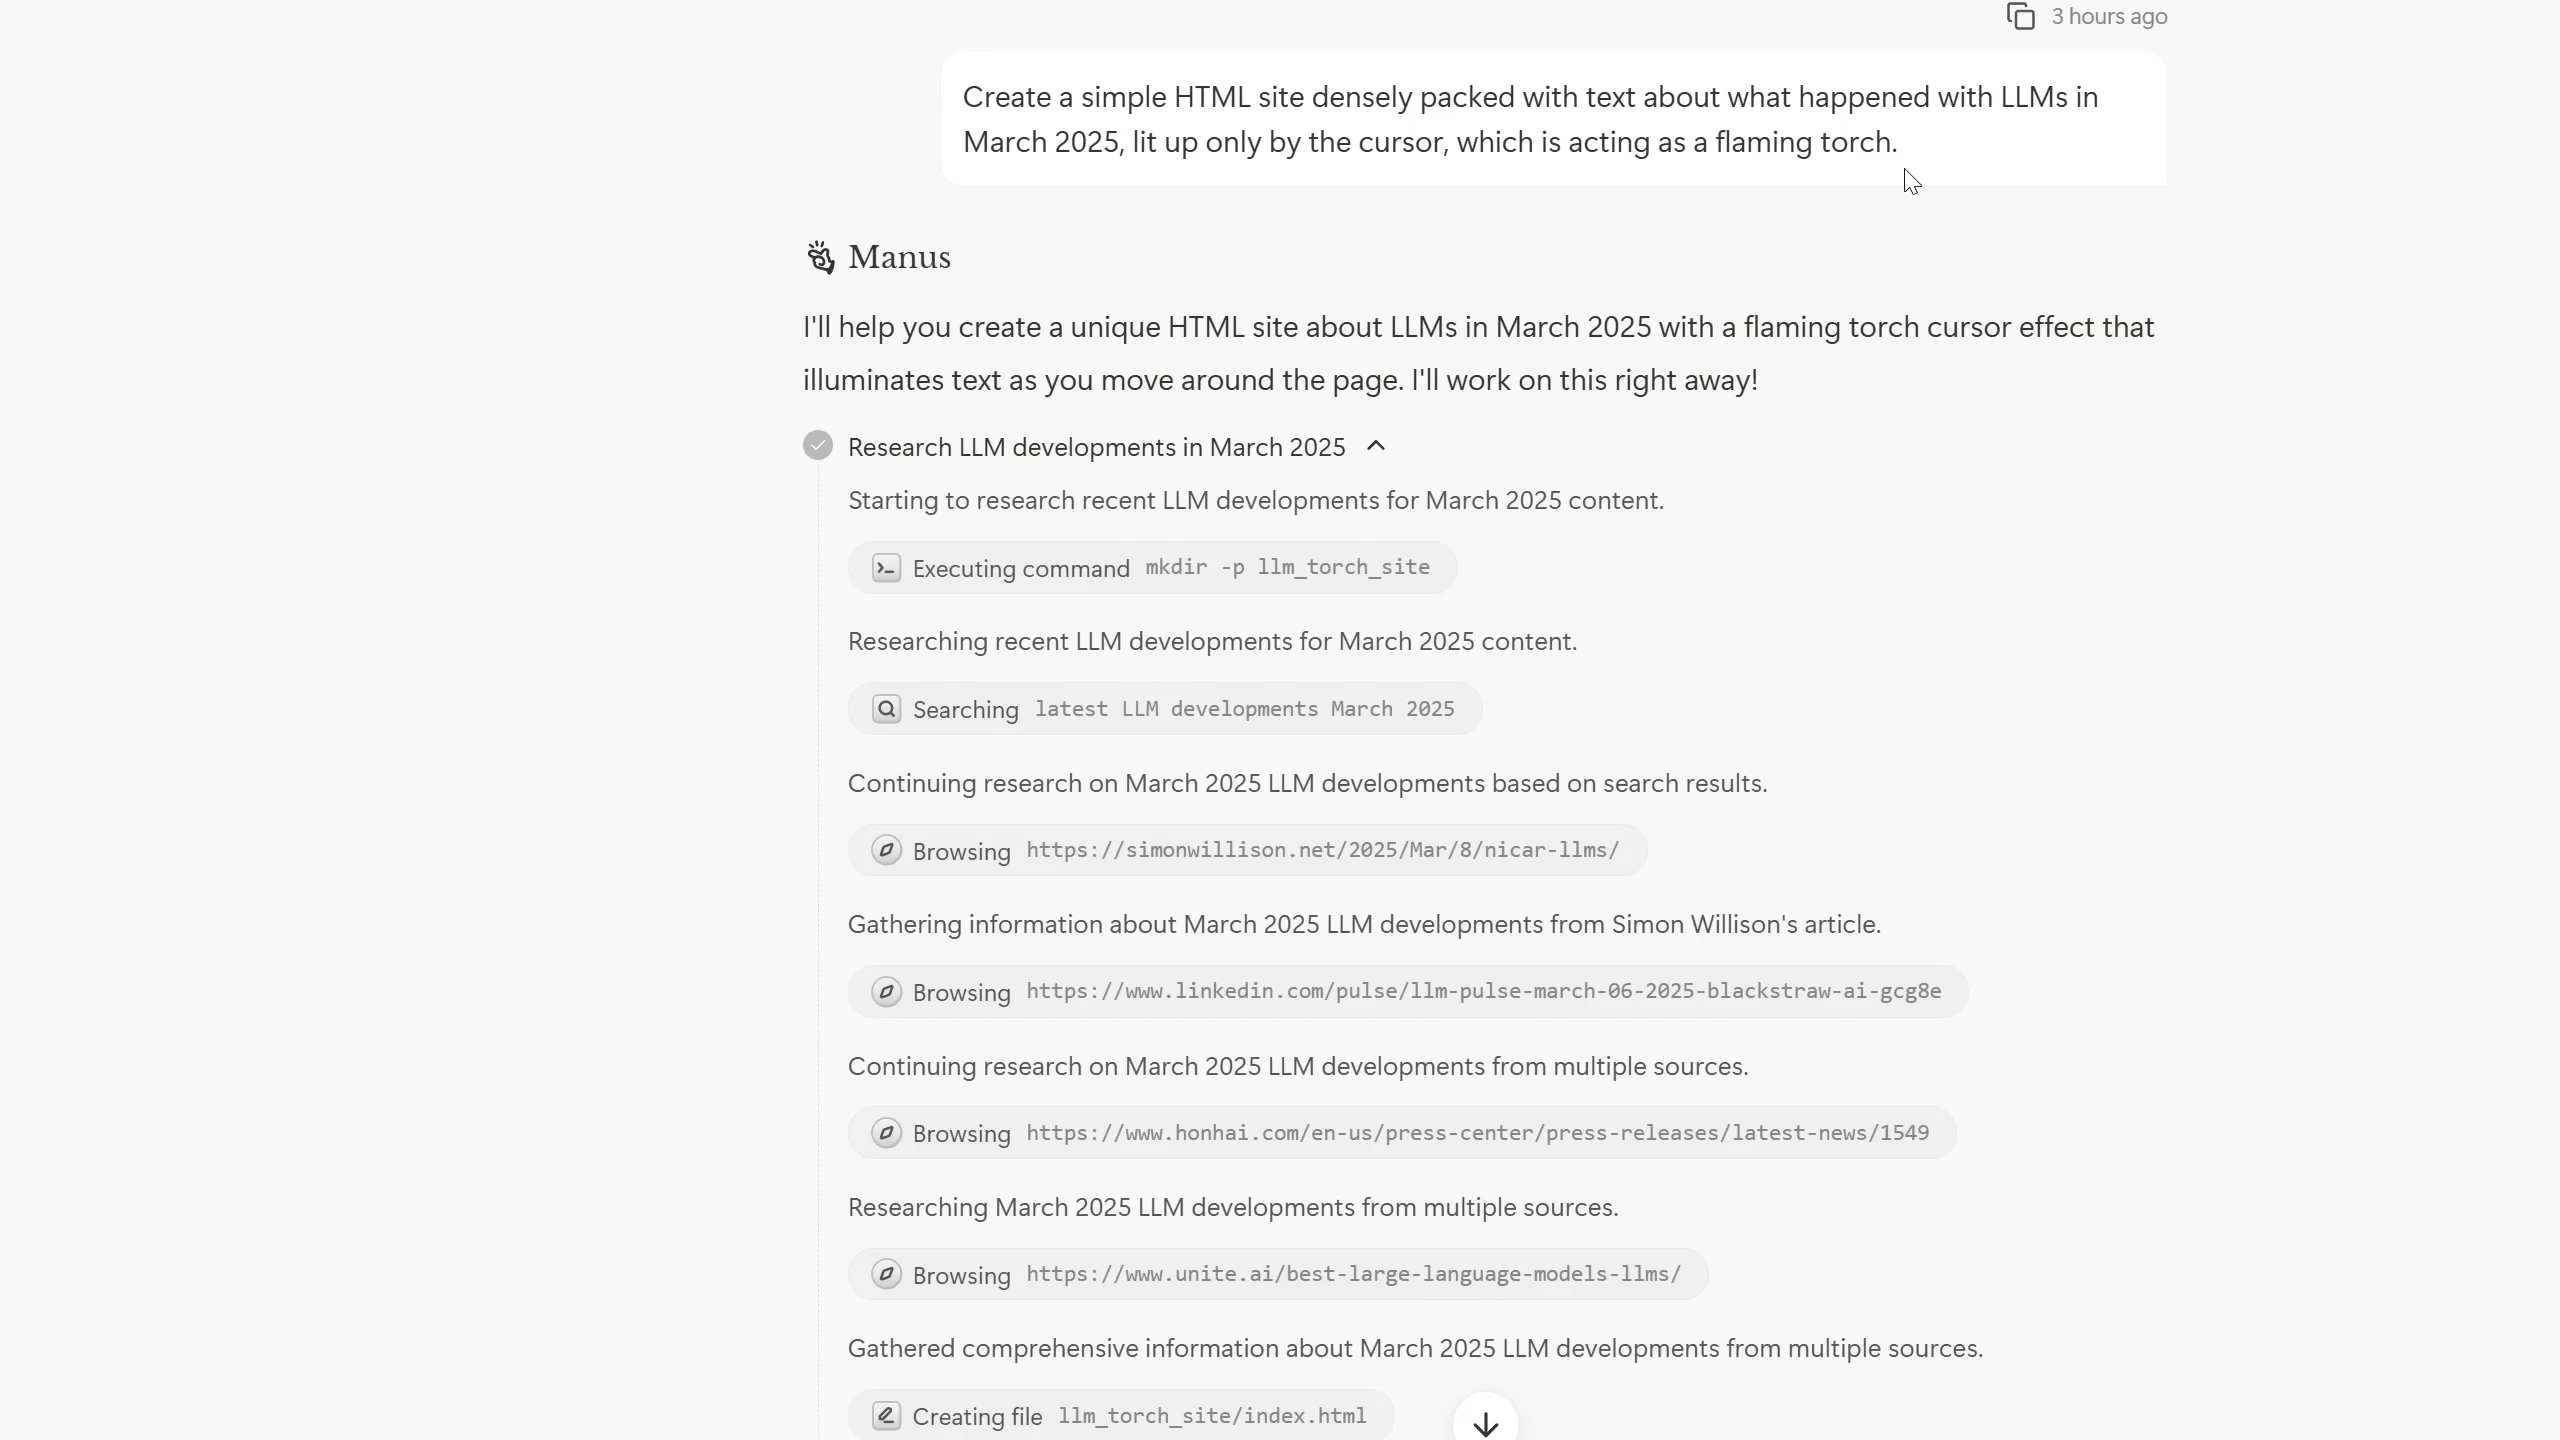 3 hours ago
Create a simple HTML site densely packed with text about what happened with LLMs in
March 2025, lit up only by the cursor, which is acting as a flaming torch.
Manus
I'll help you create a unique HTML site about LLMs in March 2025 with a flaming torch cursor effect that
illuminates text as you move around the page. I'll work on this right away!
Research LLM developments in March 2025
Starting to research recent LLM developments for March 2025 content.
Executing command mkdir -p llm_torch_site
Researching recent LLM developments for March 2025 content.
Searching latest LLM developments March 2025
Continuing research on March 2025 LLM developments based on search results.
Browsing https://simonwillison.net/2025/Mar/8/nicar-llms/
Gathering information about March 2025 LLM developments from Simon Willison's article.
Browsing https://www.linkedin.com/pulse/llm-pulse-march-06-2025-blackstraw-ai-gcg8e
Continuing research on March 2025 LLM developments from multiple sources.
Browsing https://www.honhai.com/en-us/press-center/press-releases/latest-news/1549
Researching March 2025 LLM developments from multiple sources.
Browsing https://www.unite.ai/best-large-language-models-llms/
Gathered comprehensive information about March 2025 LLM developments from multiple sources.
Creating file llm_torch_site/index.html